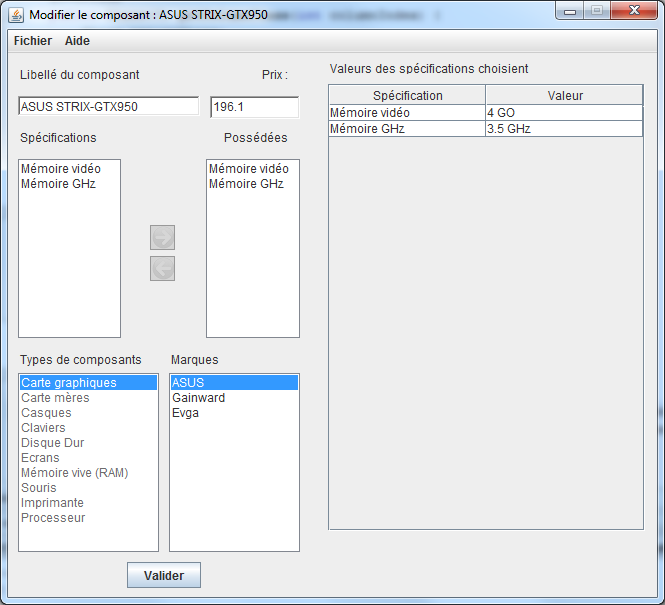 Modifier le composant : ASUS STRIX-GTX950
Fichier Aide
Libellé du composant Prix :
ASUS STRIX-GTX950 196.1
Spécifications Possédées
Mémoire vidéo
Mémoire GHz
Mémoire vidéo
Mémoire GHz
Types de composants
Carte graphiques
Carte mères
Casques
Claviers
Disque Dur
Ecrans
Mémoire vive (RAM)
Souris
Imprimante
Processeur
Marques
ASUS
Gainward
Evga
Valider
Valeurs des spécifications choisient
Spécification Valeur
Mémoire vidéo 4 GO
Mémoire GHz 3.5 GHz